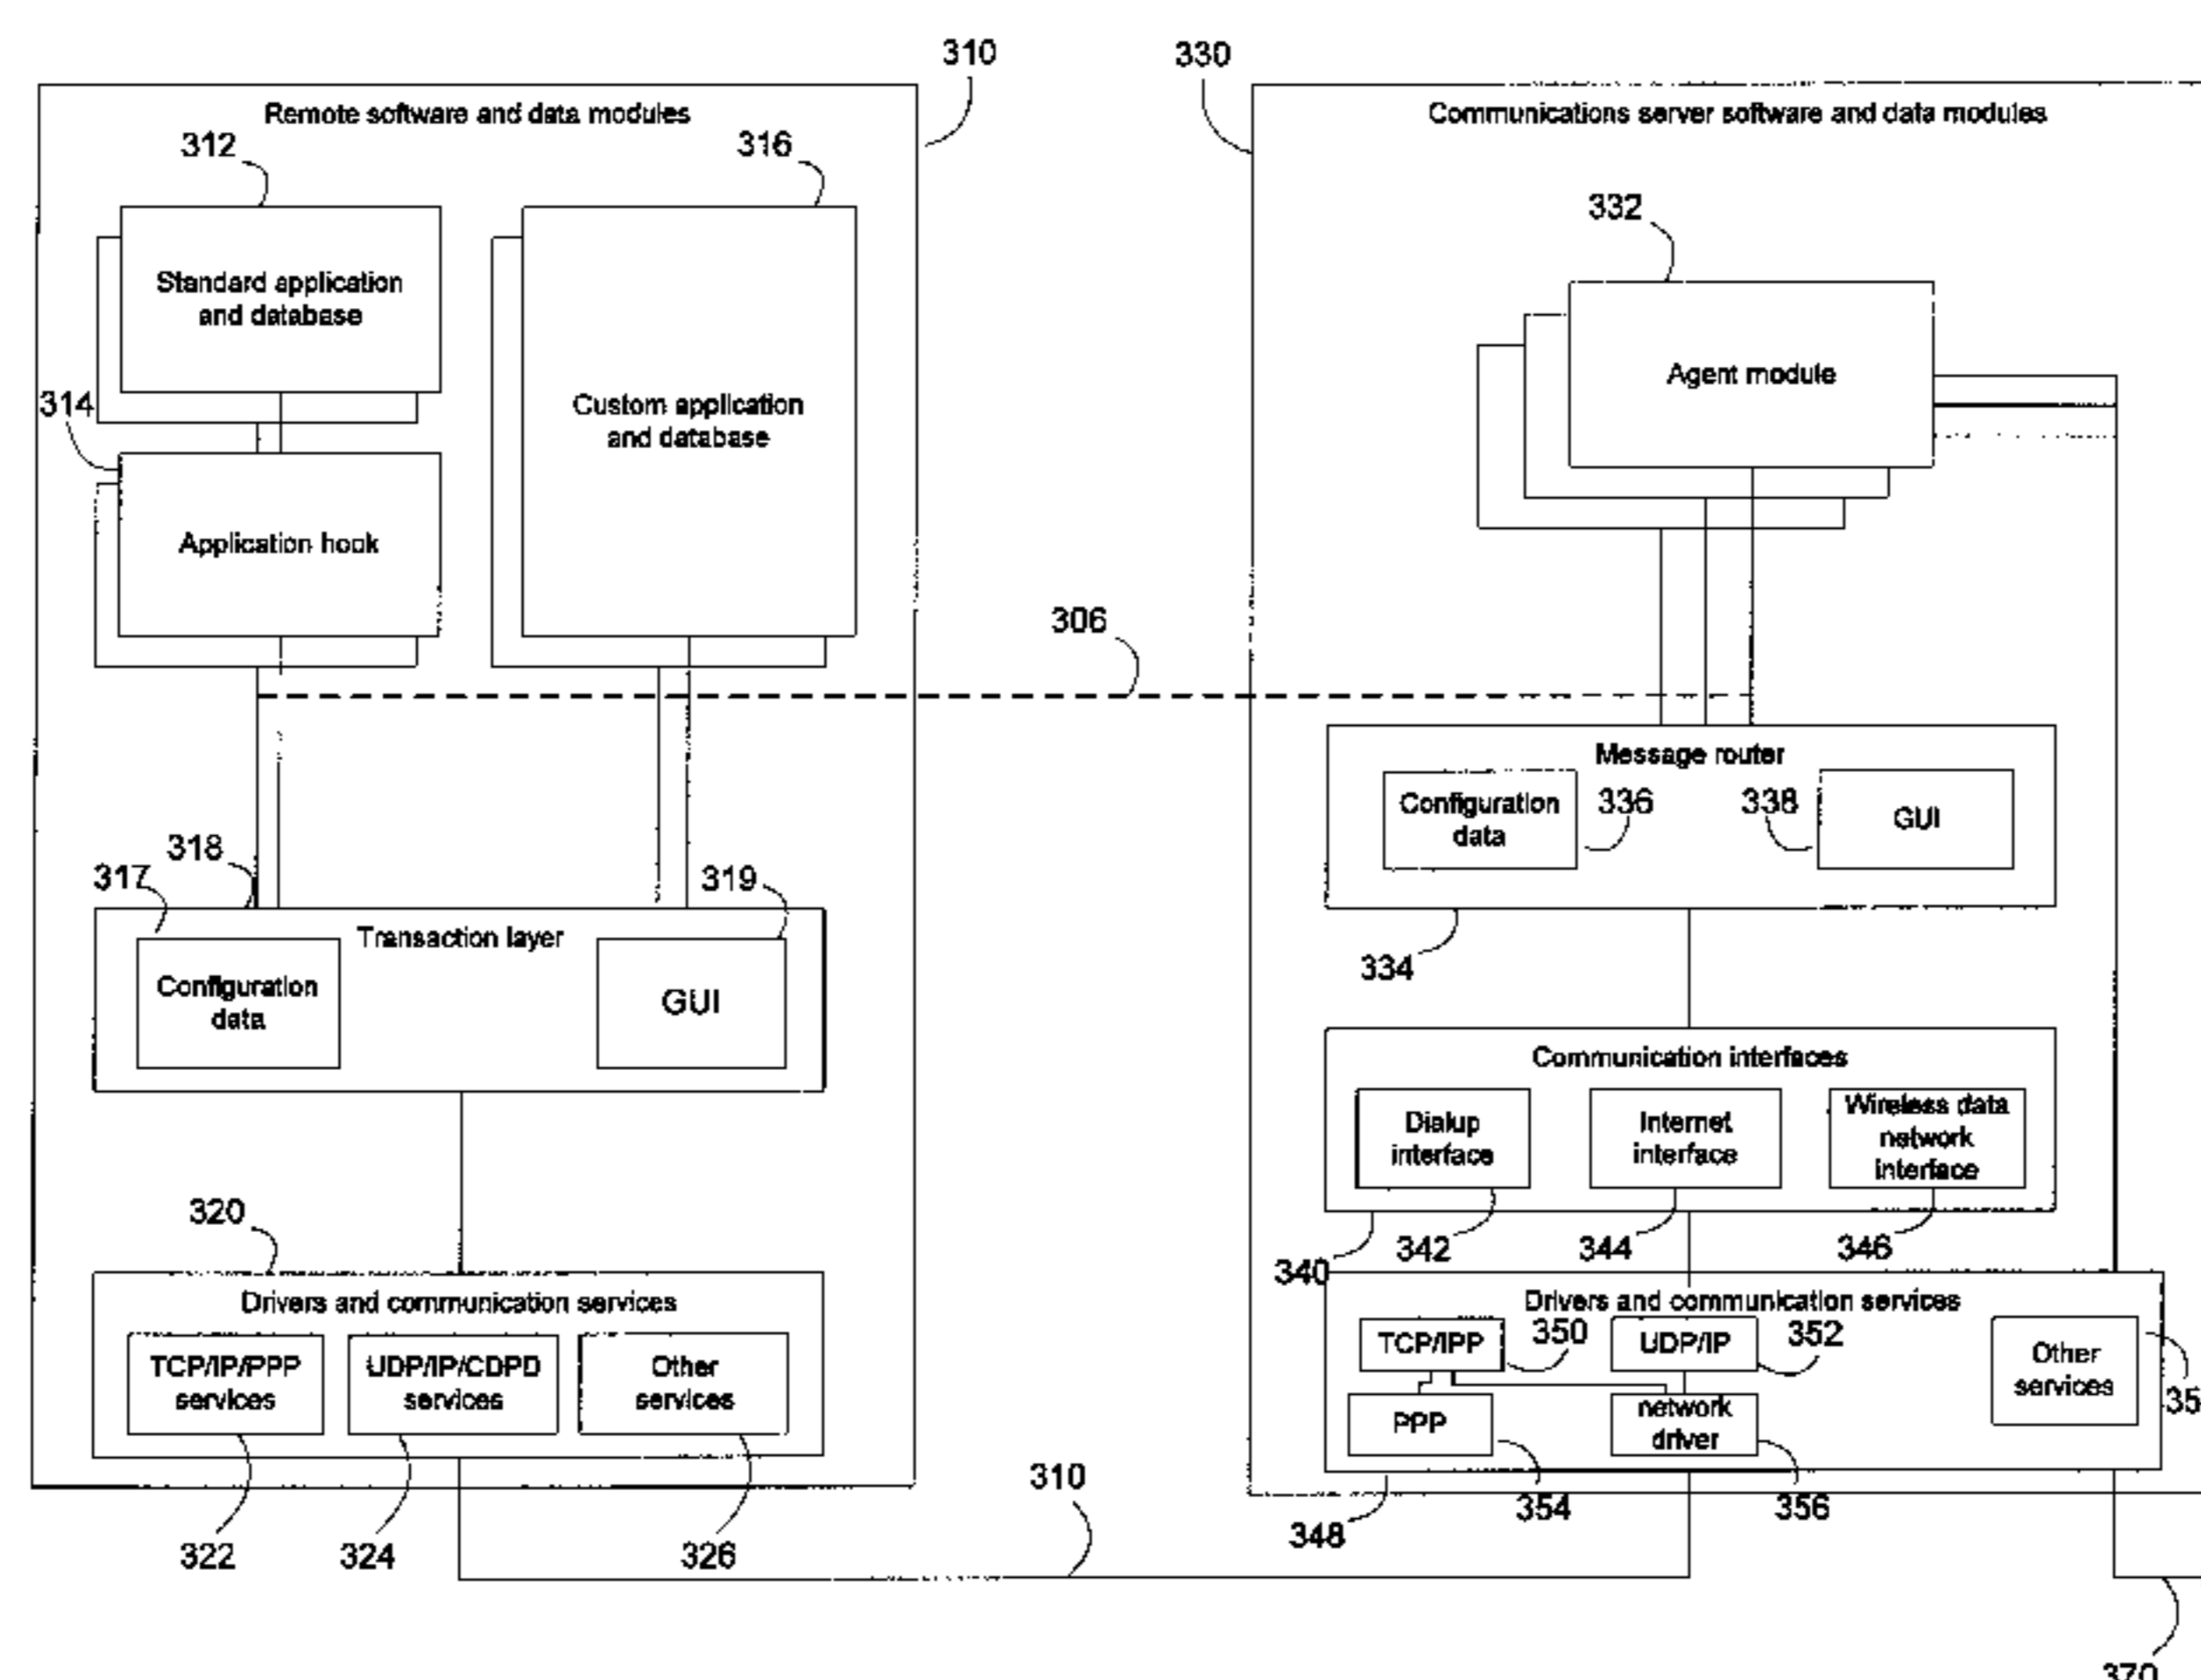 310
330
Remote software and data modules
Communications server software and data modules
312
316
332
Standard application
and database
Agent module
314
Custom application
and database
Application hook
306
Message router
Configuration
data
336
338
GUI
318
317
319
Transaction layer
334
Configuration
data
GUI
Communication interfaces
Dialup
interface
Internet
interface
Wireless data
network
interface
320
342
344
346
340
Drivers and communication services
Drivers and communication services
TCP/IPP
350
UDP/IP
352
Other
services
TCP/IP/PPP
services
UDP/IP/CDPD
services
Other
services
35
PPP
network
driver
310
354
356
348
322
324
326
370